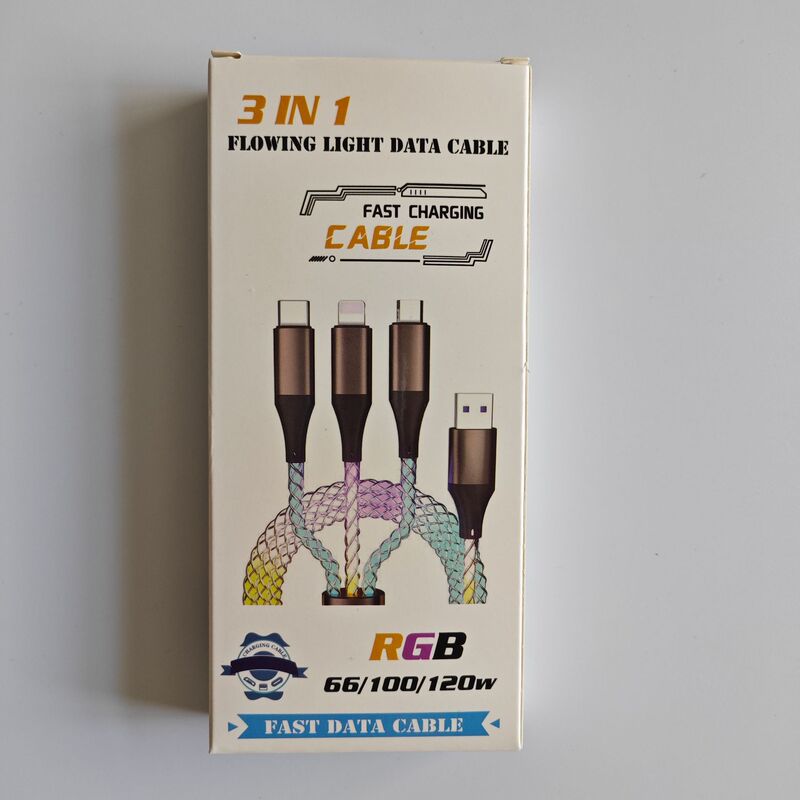 3 IN 1
FLOWING LIGHT DATA CABLE
FAST CHARGING
CABLE
CHARGING CABLE
RGB
66/100/120w
FAST DATA CABLE